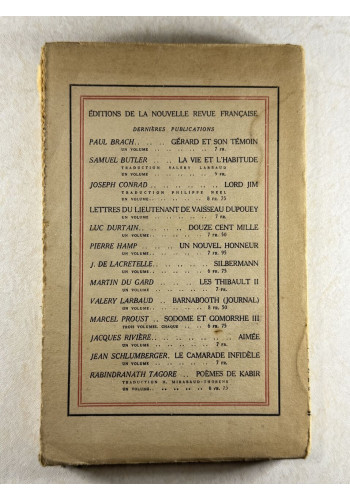 ÉDITIONS DE LA NOUVELLE REVUE FRANÇAISE
DERNIÈRES PUBLICATIONS
PAUL BRACH.. .. .. GÉRARD ET SON TÉMOIN
UN VOLUME .. .. .. .. .. 7 FR.
SAMUEL BUTLER .. .. LA VIE ET L'HABITUDE
TRADUCTION VALERY LARBAUD
UN VOLUME .. .. .. .. .. 9 FR.
JOSEPH CONRAD .. .. .. .. .. LORD JIM
TRADUCTION PHILIPPE NEEL
UN VOLUME .. .. .. .. .. 8 FR.
LETTRES DU LIEUTENANT DE VAISSEAU DUPOUEY
UN VOLUME .. .. .. .. .. 7 FR.
LUC DURTAIN.. .. .. .. DOUZE CENT MILLE
UN VOLUME .. .. .. .. .. 7 FR. 50
PIERRE HAMP .. .. .. UN NOUVEL HONNEUR
UN VOLUME .. .. .. .. .. 7 FR.
J. DE LACRETELLE .. .. .. SILBERMANN
UN VOLUME .. .. .. .. .. 6 FR. 75
MARTIN DU GARD .. .. .. LES THIBAULT II
UN VOLUME .. .. .. .. .. 7 FR.
VALERY LARBAUD .. BARNABOOTH (JOURNAL)
UN VOLUME .. .. .. .. .. FR. 50
MARCEL PROUST .. SODOME ET GOMORRHE III
TROIS VOLUMES, CHAQUE .. .. .. 6 FR. 75
JACQUES RIVIÈRE.. .. .. .. .. AIMÉE
UN VOLUME .. .. .. .. .. 7 FR.
JEAN SCHLUMBERGER. LE CAMARADE INFIDÈLE
UN VOLUME .. .. .. .. .. 7 FR.
RABINDRANATH TAGORE .. POÈMES DE KABIR
TRADUCTION H. MIRABAUD-THORENS
UN VOLUME.. .. .. .. .. 6 FR. 75